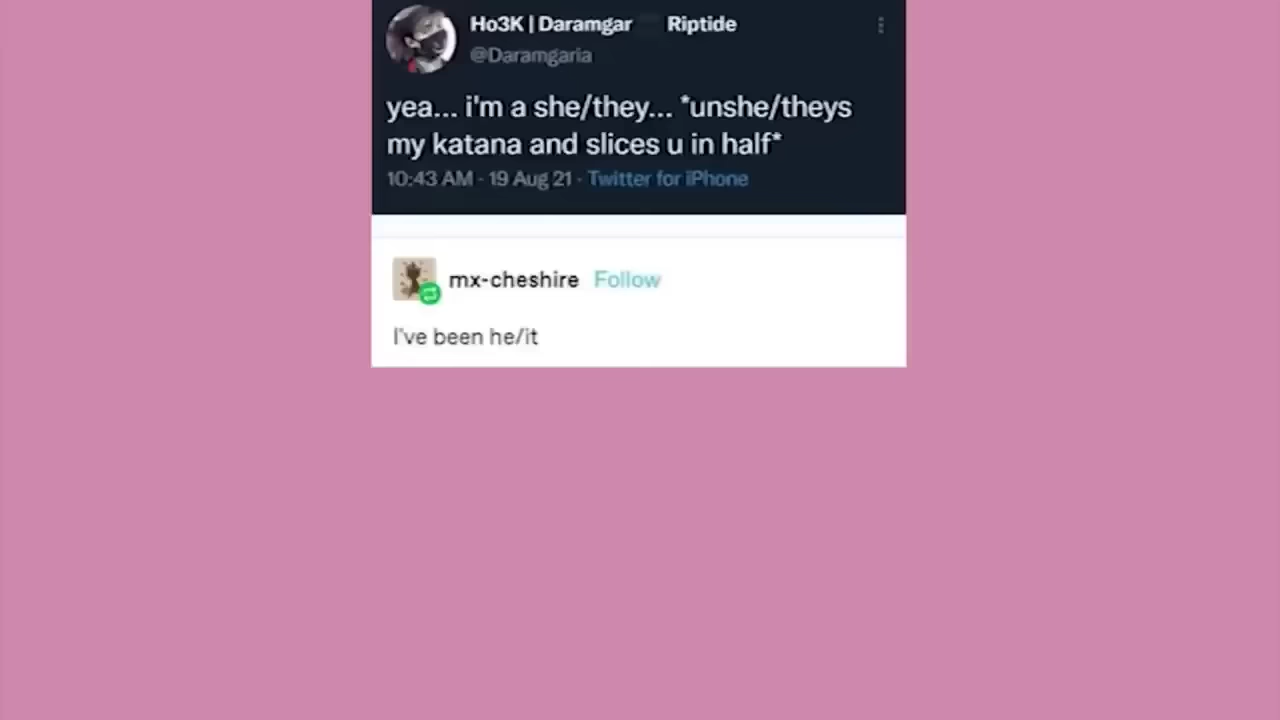 Ho3K | Daramgar Riptide
@Daramgaria
yea... i'm a she/they... *unshe/theys
my katana and slices u in half*
10:43 AM · 19 Aug 21 · Twitter for iPhone
mx-cheshire Follow
I've been he/it